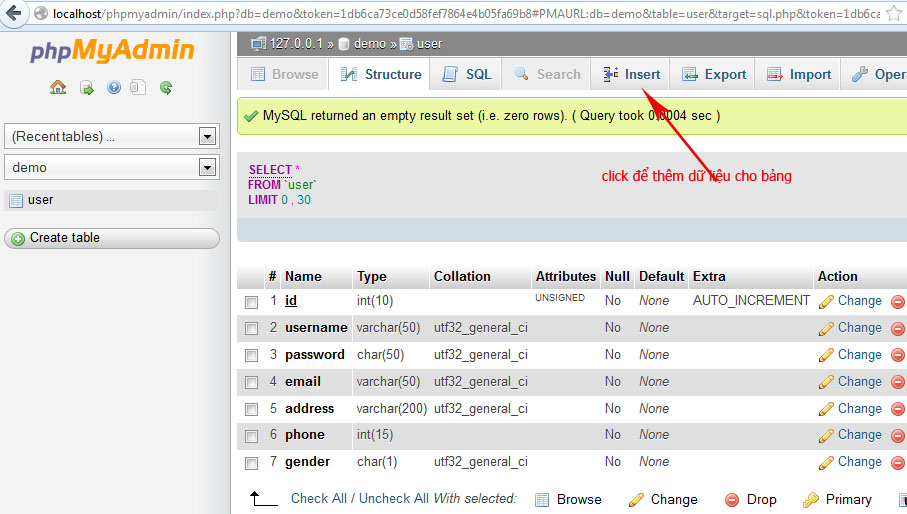 localhost/phpmyadmin/index.php?db=demo&token=1db6ca73ce0d58fef7864e4b05fa69b8#PMAURL:db=demo&table=user&target=sql.php&token=1db6ca
phpMyAdmin
(Recent tables) ...
demo
user
Create table
127.0.0.1 » demo » user
Browse Structure SQL Search Insert Export Import Oper
MySQL returned an empty result set (i.e. zero rows). ( Query took 0.0004 sec )
SELECT *
FROM `user`
LIMIT 0 , 30
click để thêm dữ liệu cho bảng
# Name Type Collation Attributes Null Default Extra Action
1 id int(10) UNSIGNED No None AUTO_INCREMENT Change
2 username varchar(50) utf32_general_ci No None Change
3 password char(50) utf32_general_ci No None Change
4 email varchar(50) utf32_general_ci No None Change
5 address varchar(200) utf32_general_ci No None Change
6 phone int(15) No None Change
7 gender char(1) utf32_general_ci No None Change
Check All / Uncheck All With selected: Browse Change Drop Primary